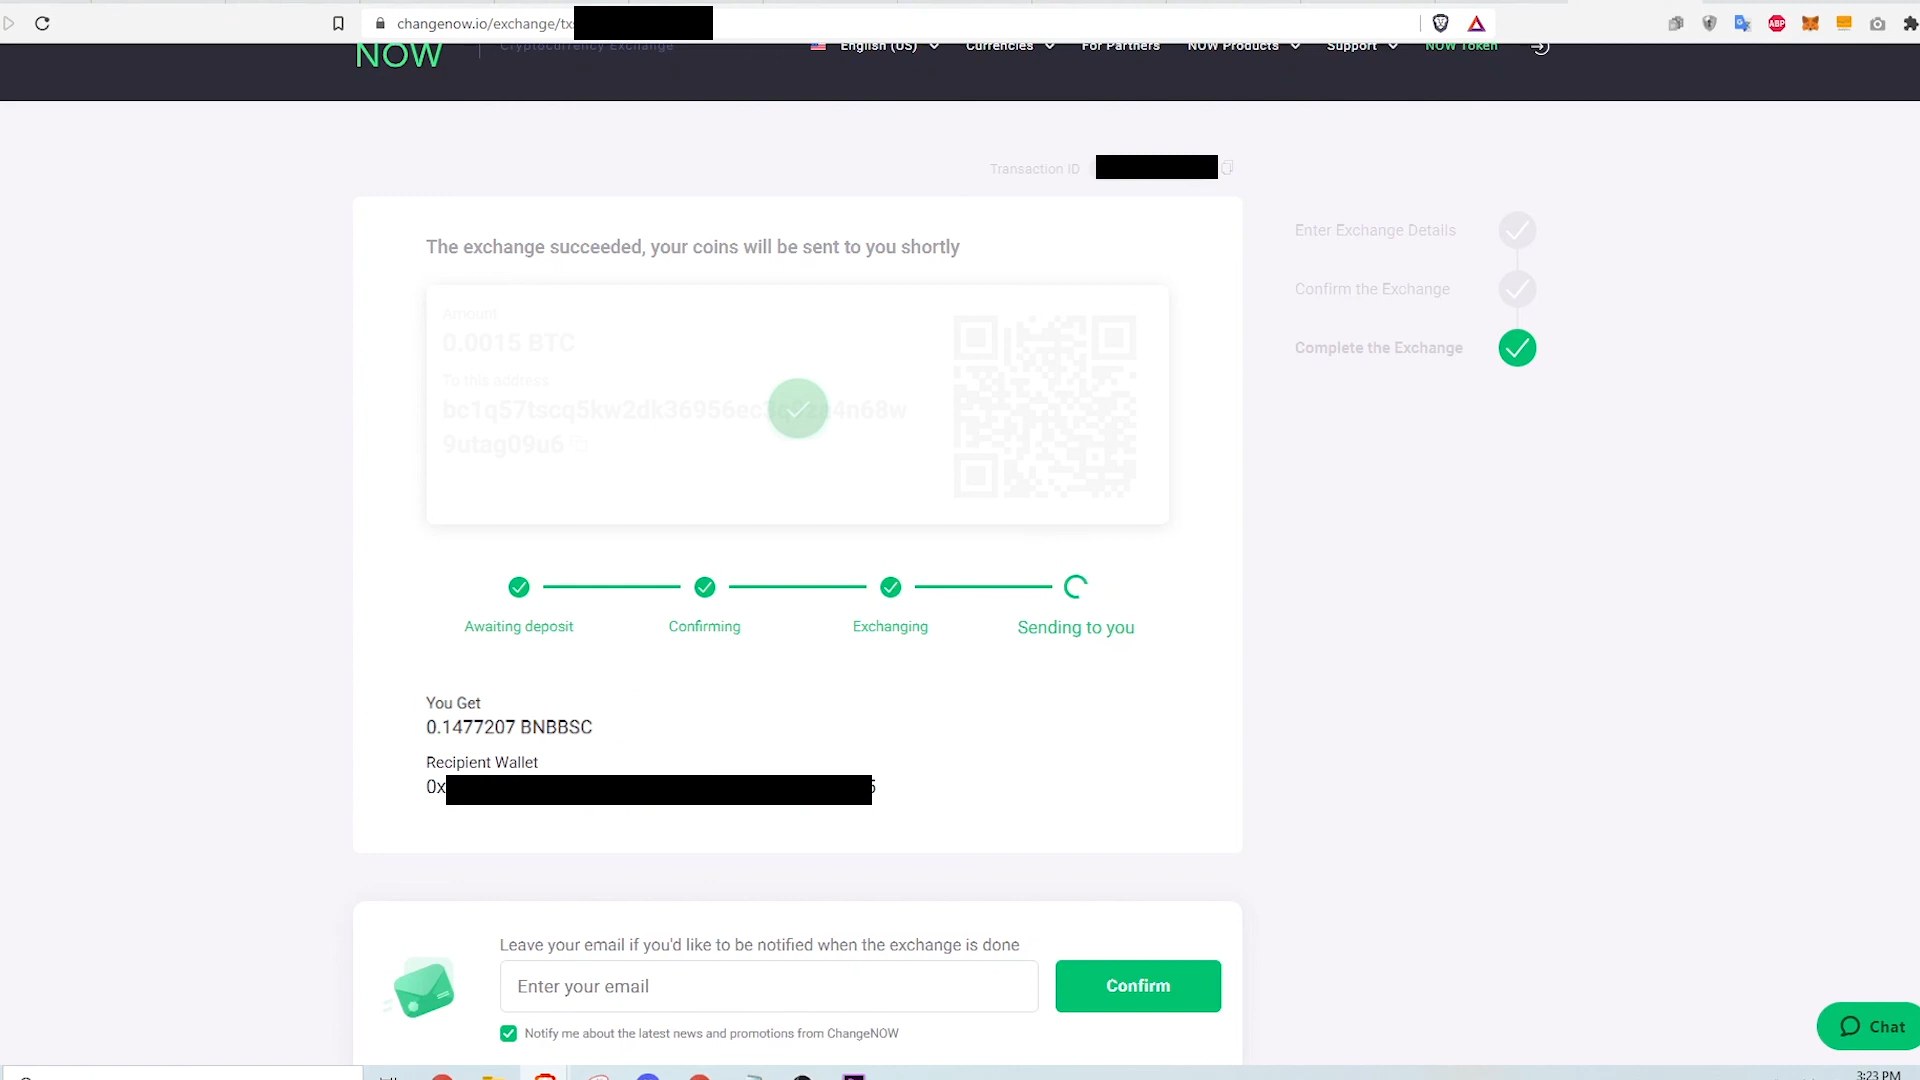 changenow.io/exchange/txs
ABP
NOW
Cryptocurrency Exchange
English (US)
Currencies
For Partners
NOW Products
Support
NOW Token
Transaction ID
The exchange succeeded, your coins will be sent to you shortly
Enter Exchange Details
Confirm the Exchange
Complete the Exchange
Amount
0.0015 BTC
To this address
9utag09u6
Awaiting deposit
Confirming
Exchanging
Sending to you
You Get
0.1477207 BNBBSC
Recipient Wallet
0x
Leave your email if you'd like to be notified when the exchange is done
Enter your email
Confirm
Notify me about the latest news and promotions from ChangeNOW
Chat
3:23 PM